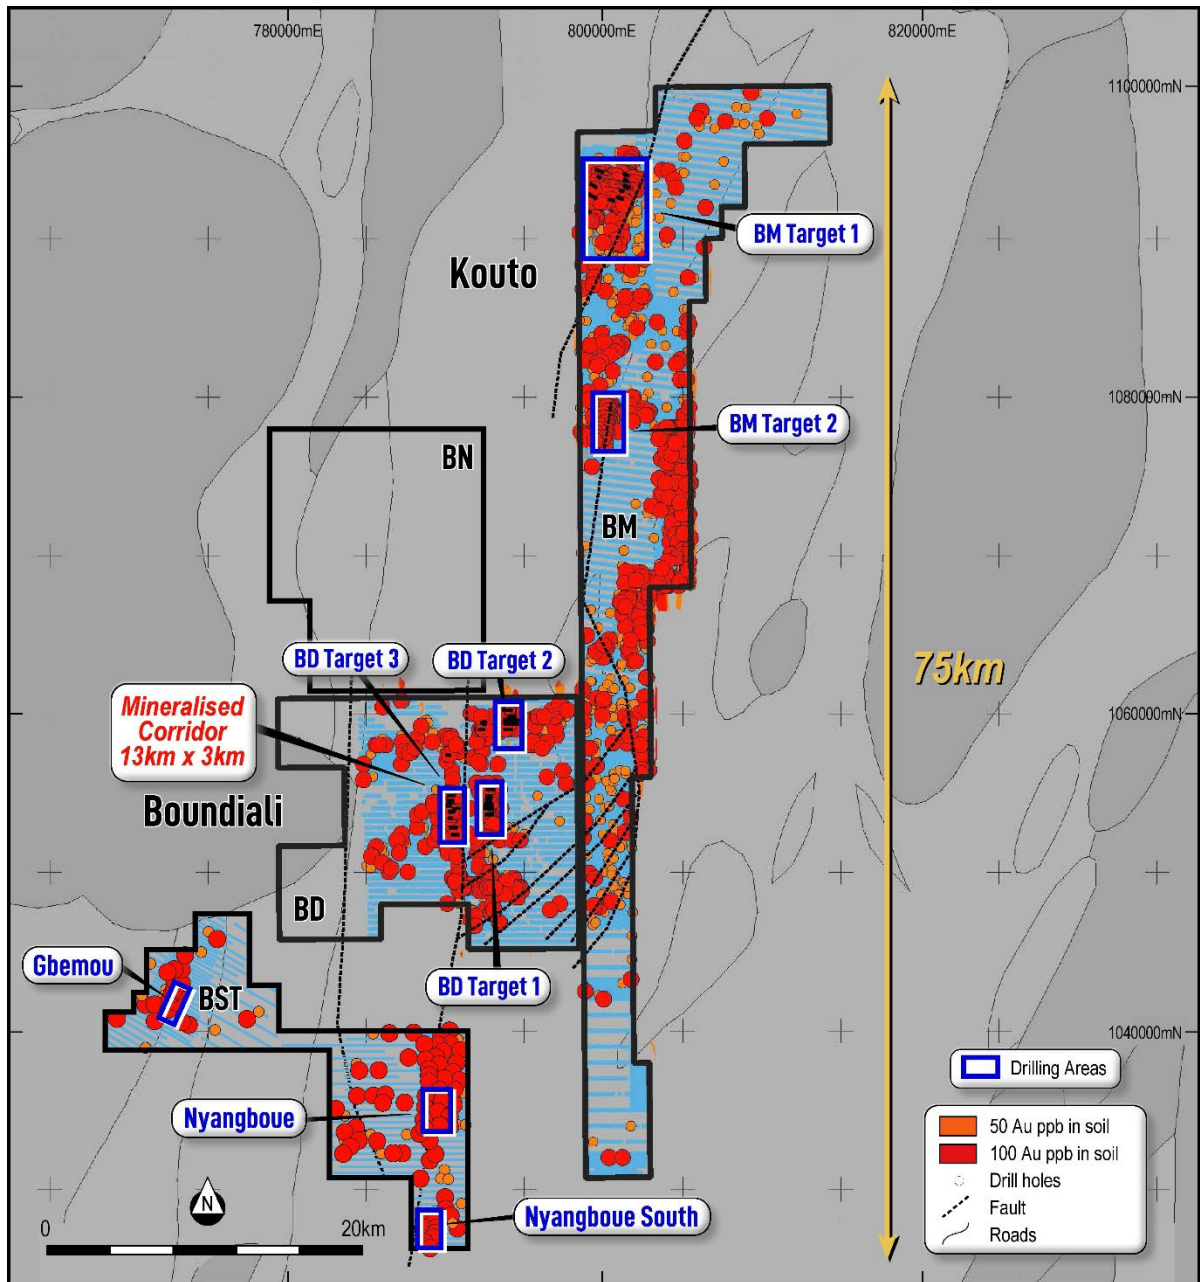 780000mE
800000mE
820000mE
1100000mN
BM Target 1
Kouto
1080000mN
BM Target 2
BN
BM
BD Target 3
BD Target 2
75km
Mineralised
Corridor
13km x 3km
1060000mN
Boundiali
BD
Gbemou
BD Target 1
BST
1040000mN
Drilling Areas
Nyangboue
50 Au ppb in soil
100 Au ppb in soil
Drill holes
Fault
Roads
N
0
20km
Nyangboue South